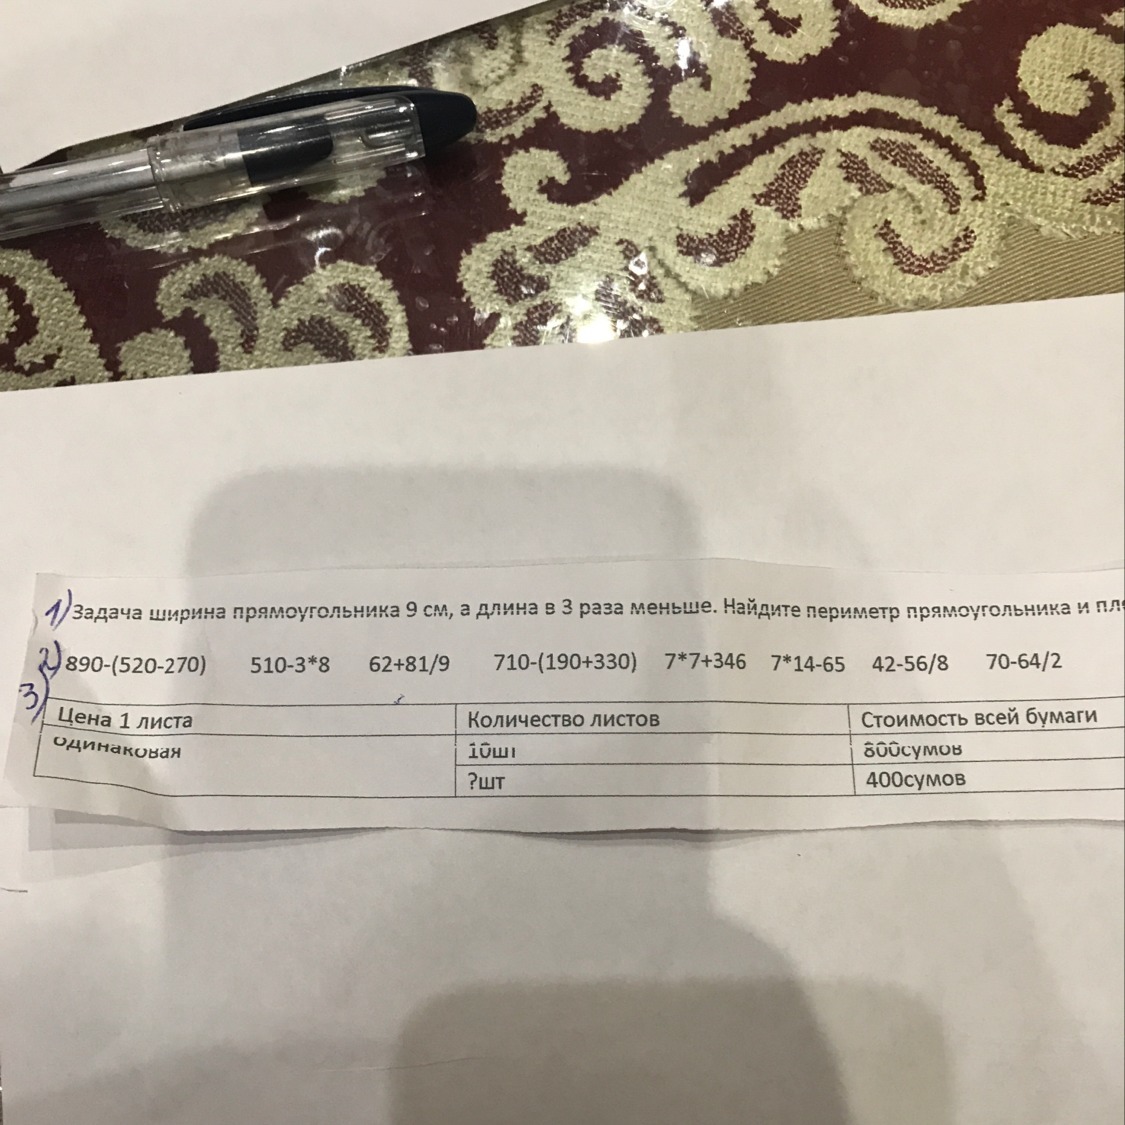 1) Задача ширина прямоугольника 9 см, а длина в 3 раза меньше. Найдите периметр прямоугольника и
2) 890-(520-270) 510-3*8 62+81/9 710-(190+330) 7*7+346 7*14-65 42-56/8 70-64/2
3) Цена 1 листа Количество листов Стоимость всей бумаги
одинаковая 10шт 800сумов
?шт 400сумов